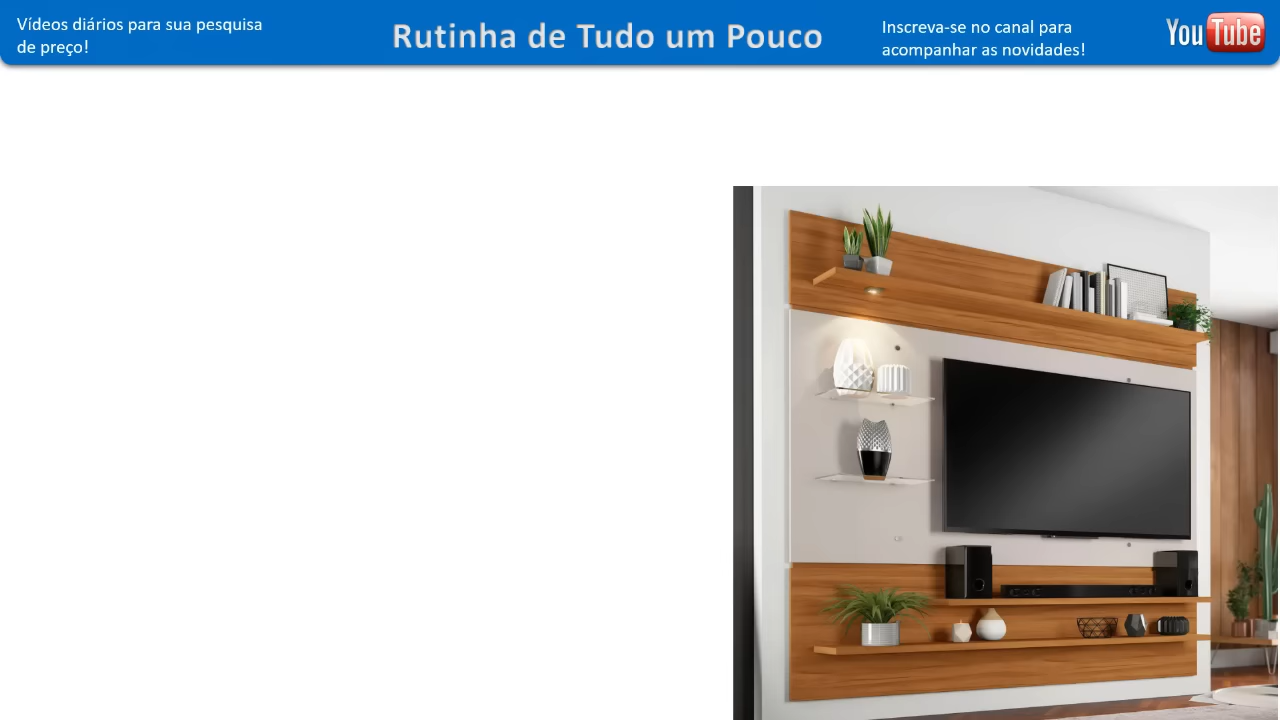 Vídeos diários para sua pesquisa
de preço!
Rutinha de Tudo um Pouco
Inscreva-se no canal para
acompanhar as novidades!
YouTube